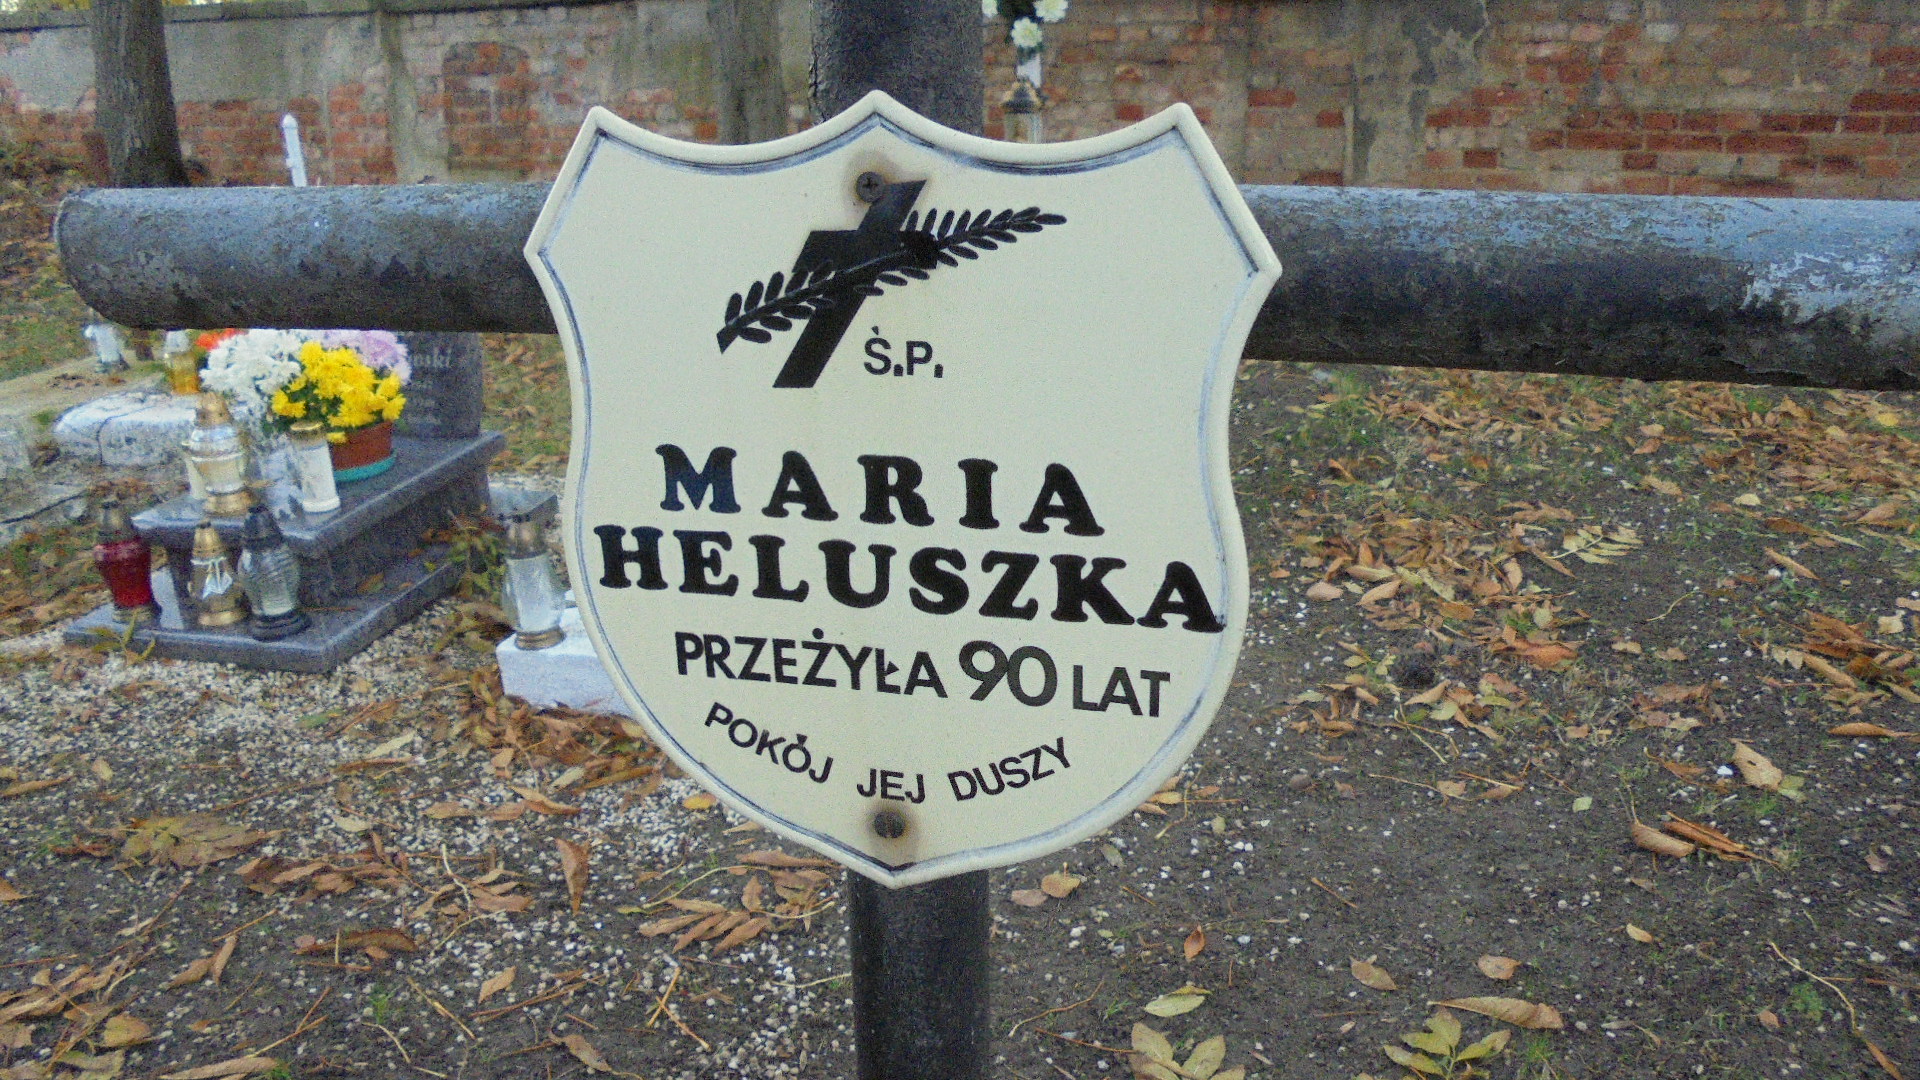 Ś.P.
MARIA
HELUSZKA
PRZEŻYŁA 90 LAT
POKÓJ JEJ DUSZY